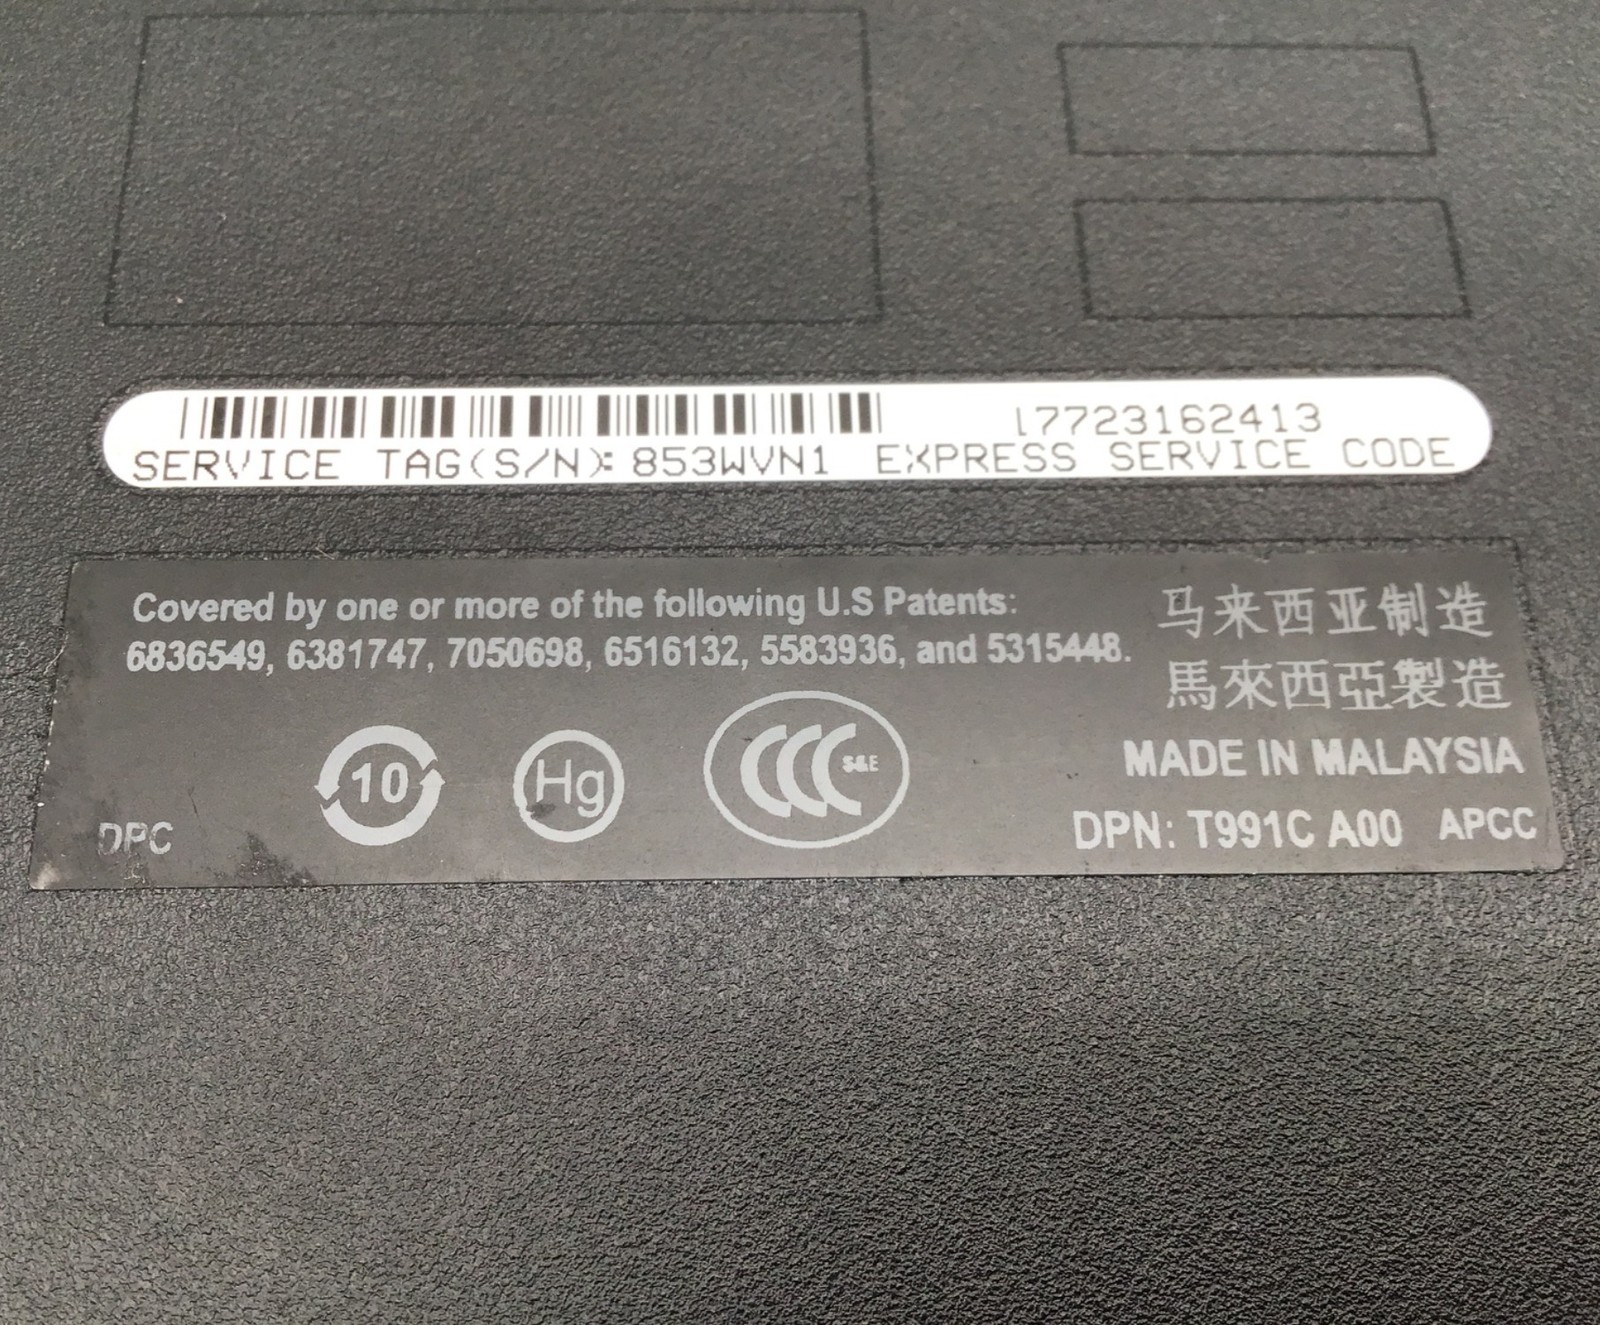 17723162413
SERVICE TAG(S/N): 853WVN1 EXPRESS SERVICE CODE
Covered by one or more of the following U.S Patents:
6836549, 6381747, 7050698, 6516132, 5583936, and 5315448.
马来西亚制造
馬來西亞製造
MADE IN MALAYSIA
10
Hg
CCC S&E
DPC
DPN: T991C A00 APCC